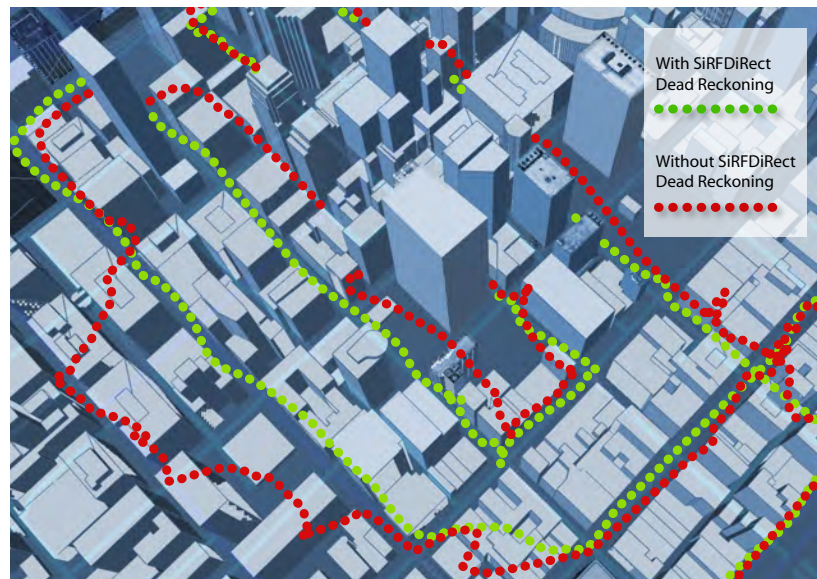 With SiRFDiRect
Dead Reckoning
Without SiRFDiRect
Dead Reckoning